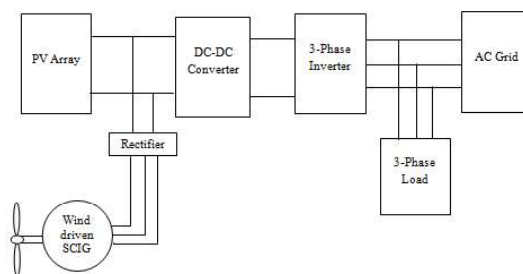 PV Array
DC-DC
Converter
3-Phase
Inverter
AC Grid
Rectifier
3-Phase
Load
Wind
driven
SCIG